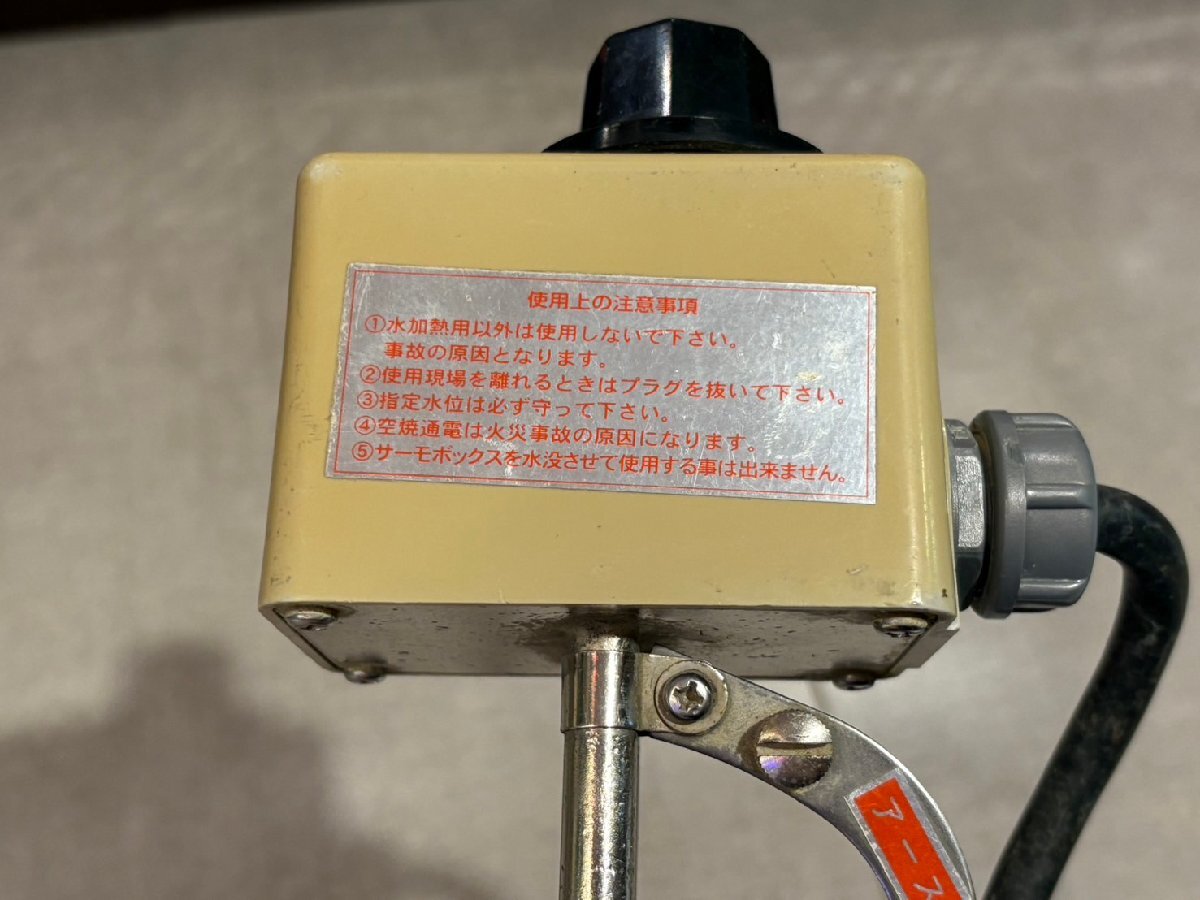 使用上の注意事項
①水加熱用以外は使用しないで下さい。
事故の原因となります。
②使用現場を離れるときはプラグを抜いて下さい。
③指定水位は必ず守って下さい。
④空焼通電は火災事故の原因になります。
⑤サーモボックスを水没させて使用する事は出来ません。
アース